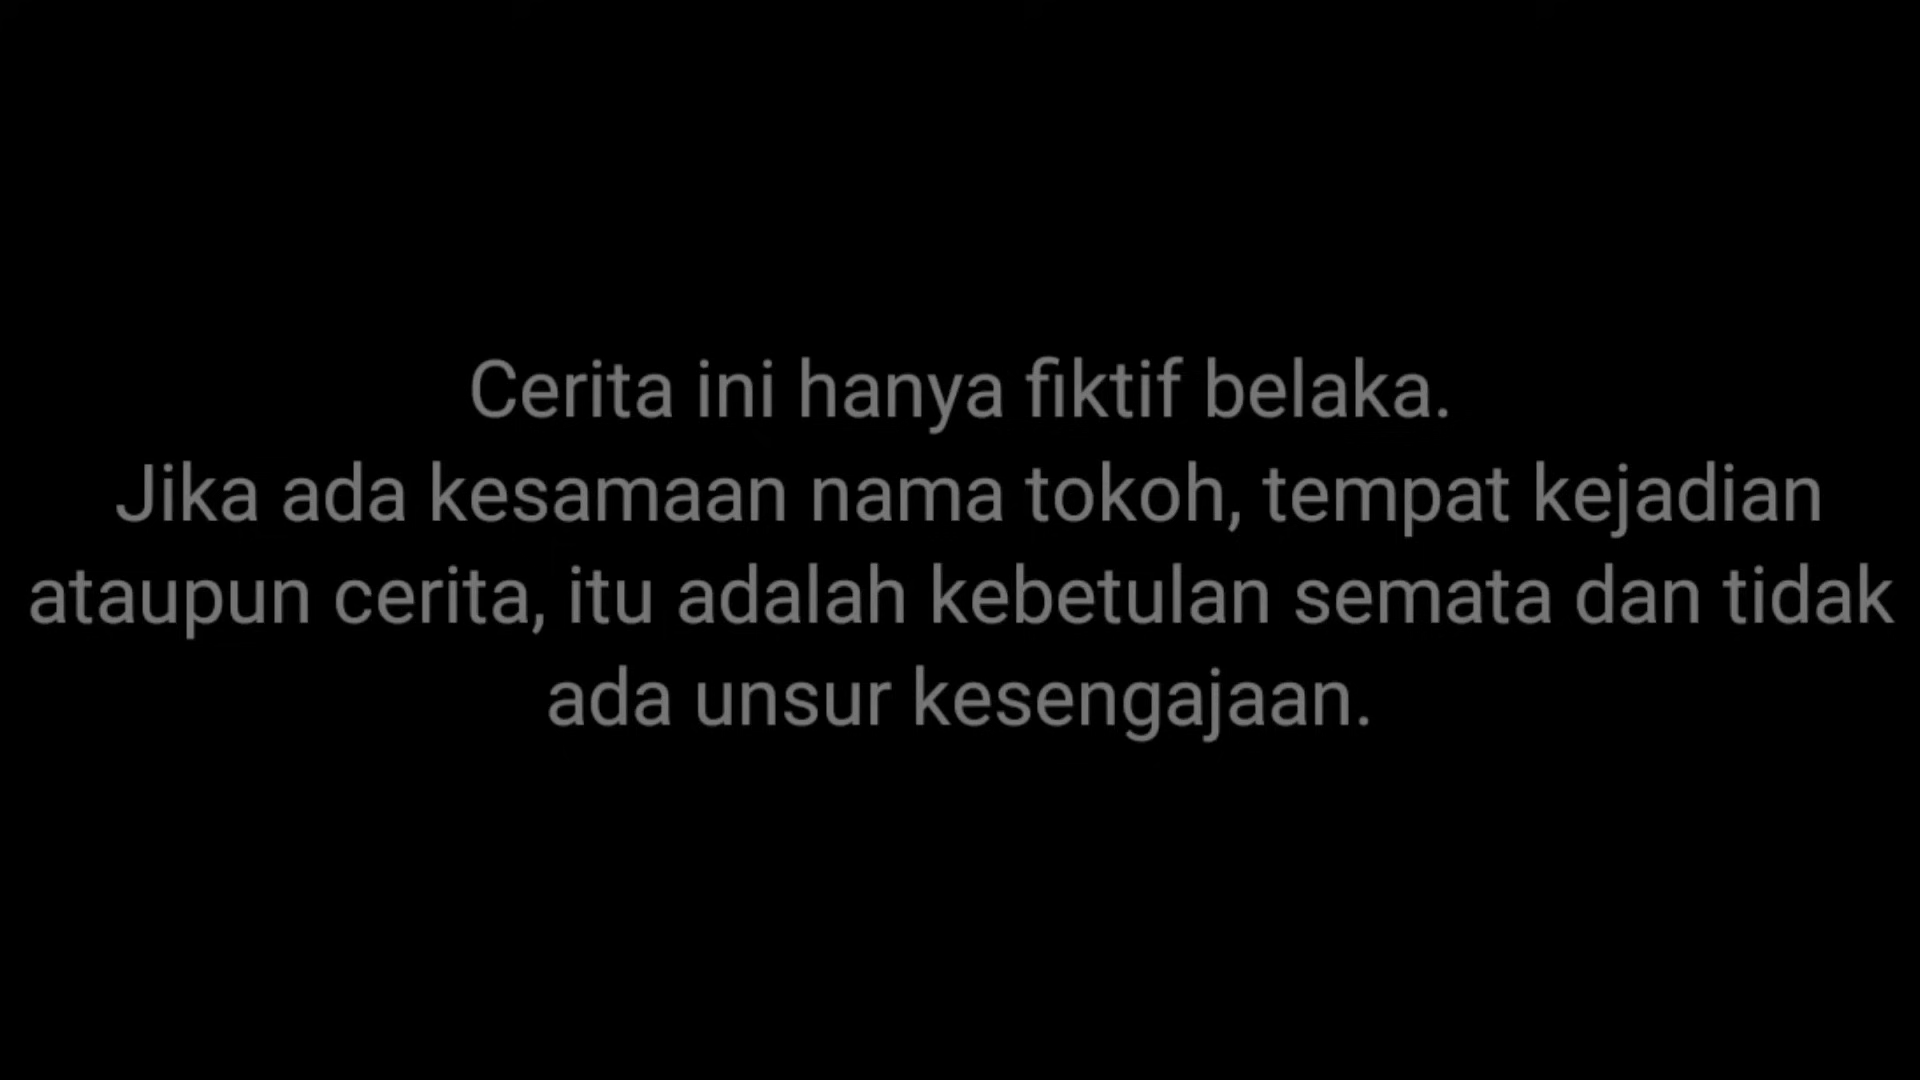 Cerita ini hanya fiktif belaka.
Jika ada kesamaan nama tokoh, tempat kejadian
ataupun cerita, itu adalah kebetulan semata dan tidak
ada unsur kesengajaan.